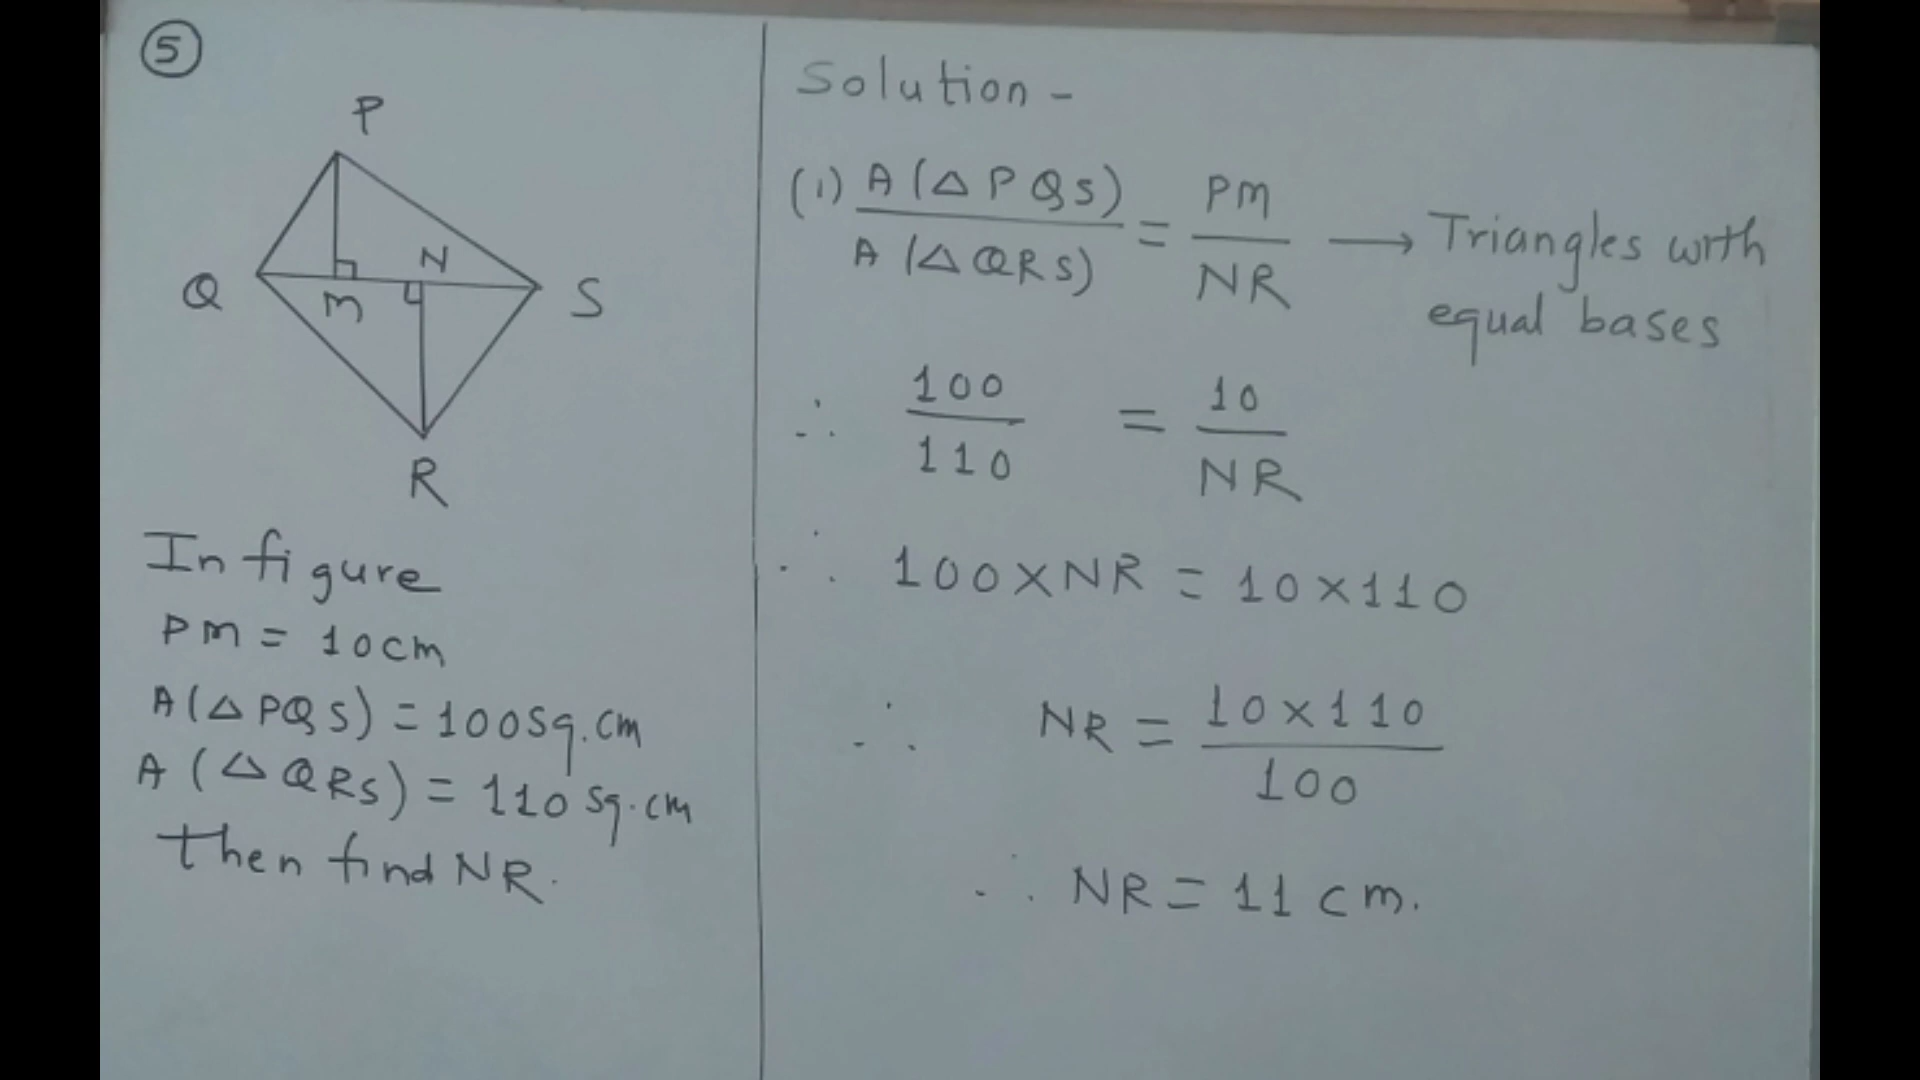 5
P
Q
M
N
S
R
In figure
PM = 10cm
A(△PQS) = 100Sq.cm
A(△QRS) = 110 Sq.cm
then find NR.
Solution -
(1) A(△PQS) / A(△QRS) = PM / NR → Triangles with
equal bases
∴ 100 / 110 = 10 / NR
∴ 100×NR = 10×110
∴ NR = 10×110 / 100
∴ NR = 11 cm.